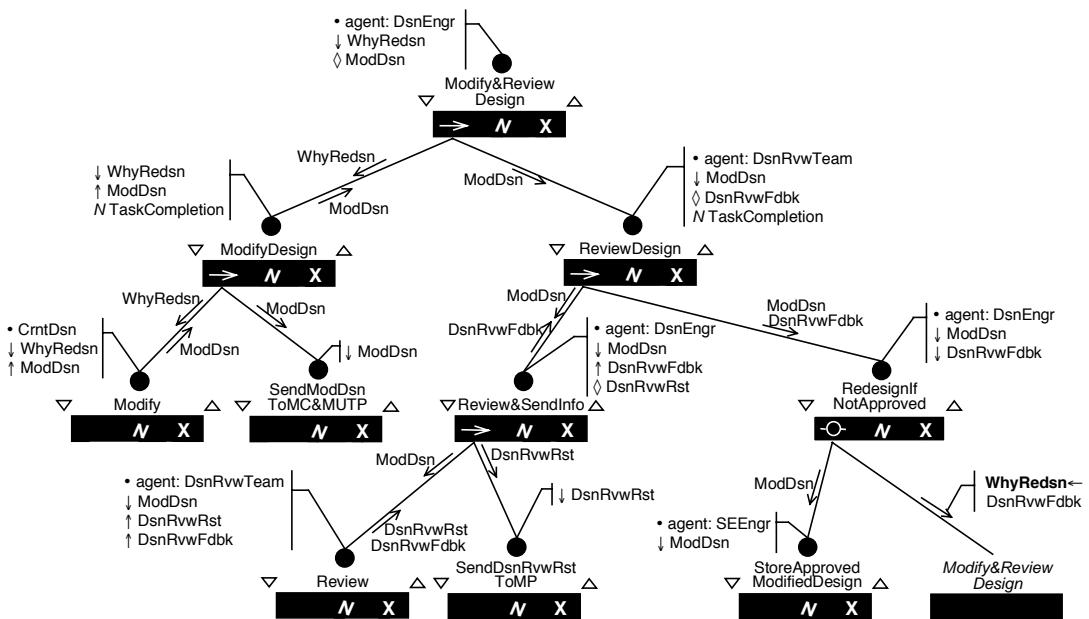 • agent: DsnEngr
↓ WhyRedsn
◊ ModDsn
Modify&Review
Design
N X
WhyRedsn
ModDsn
ModDsn
↓ WhyRedsn
↑ ModDsn
N TaskCompletion
• agent: DsnRvwTeam
↓ ModDsn
◊ DsnRvwFdbk
N TaskCompletion
ModifyDesign
N X
ReviewDesign
N X
WhyRedsn
ModDsn
ModDsn
ModDsn
DsnRvwFdbk
ModDsn
DsnRvwFdbk
• CrntDsn
↓ WhyRedsn
↑ ModDsn
↓ ModDsn
• agent: DsnEngr
↓ ModDsn
↑ DsnRvwFdbk
◊ DsnRvwRst
• agent: DsnEngr
↓ ModDsn
↓ DsnRvwFdbk
Modify
N X
SendModDsn
ToMC&MUTP
N X
Review&SendInfo
N X
RedesignIf
NotApproved
N X
ModDsn
DsnRvwRst
DsnRvwRst
DsnRvwFdbk
ModDsn
WhyRedsn←
DsnRvwFdbk
• agent: DsnRvwTeam
↓ ModDsn
↑ DsnRvwRst
↑ DsnRvwFdbk
↓ DsnRvwRst
• agent: SEEngr
↓ ModDsn
Review
N X
SendDsnRvwRst
ToMP
N X
StoreApproved
ModifiedDesign
N X
Modify&Review
Design